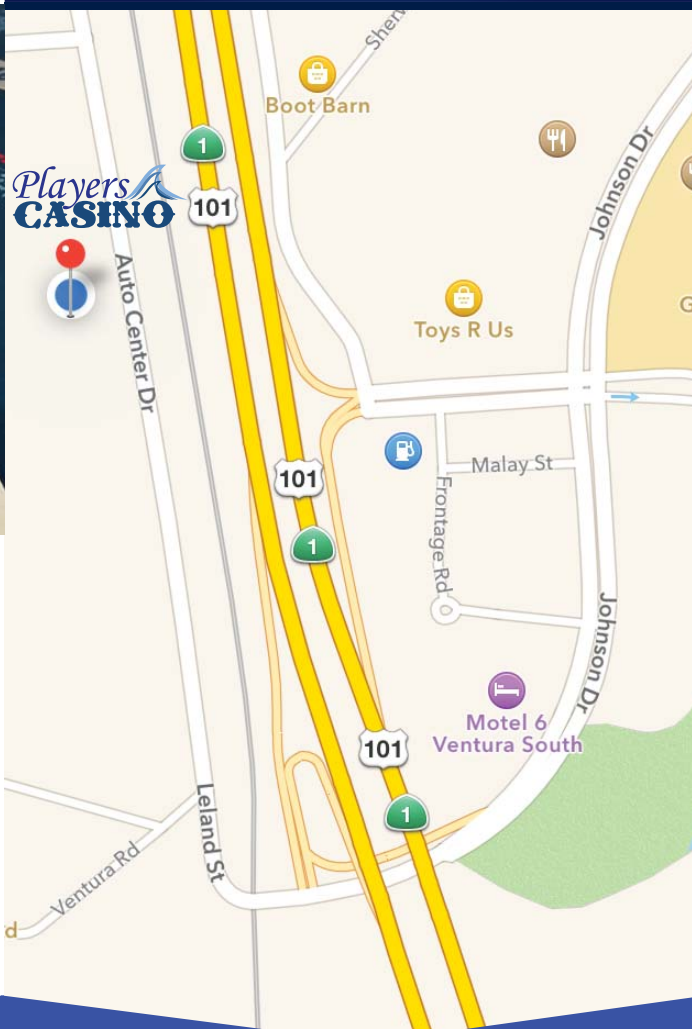 Boot Barn
1
101
Players
CASINO
Johnson Dr
Auto Center Dr
Toys R Us
G
101
Malay St
Frontage Rd
1
Johnson Dr
Motel 6
Ventura South
101
1
Leland St
Ventura Rd
d